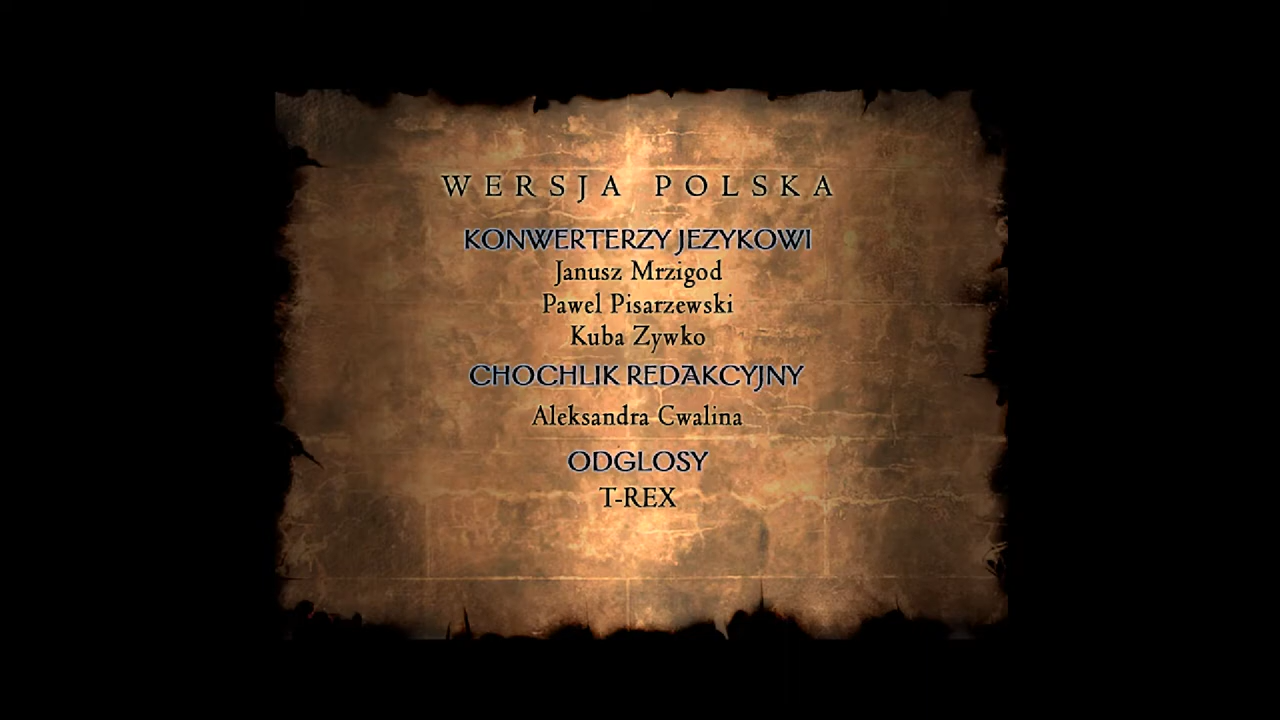 WERSJA POLSKA
KONWERTERZY JEZYKOWI
Janusz Mrzigod
Pawel Pisarzewski
Kuba Zywko
CHOCHLIK REDAKCYJNY
Aleksandra Cwalina
ODGLOSY
T-REX